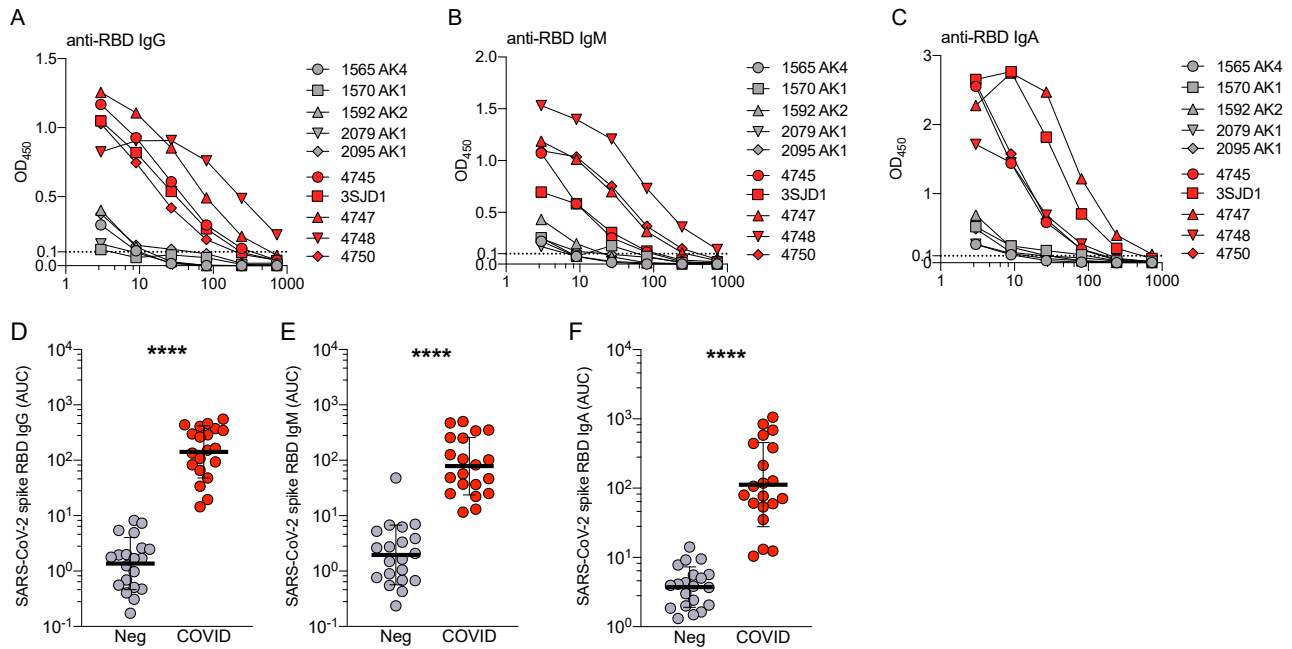 A
anti-RBD IgG
OD450
1.5
1.0
0.5
0.1
0.0
1
10
100
1000
1565 AK4
1570 AK1
1592 AK2
2079 AK1
2095 AK1
4745
3SJD1
4747
4748
4750
B
anti-RBD IgM
2.0
1.5
1.0
0.5
0.1
0.0
1
10
100
1000
1565 AK4
1570 AK1
1592 AK2
2079 AK1
2095 AK1
4745
3SJD1
4747
4748
4750
C
anti-RBD IgA
OD450
3
2
1
0.1
0
1
10
100
1000
1565 AK4
1570 AK1
1592 AK2
2079 AK1
2095 AK1
4745
3SJD1
4747
4748
4750
D
SARS-CoV-2 spike RBD IgG (AUC)
10^4
10^3
10^2
10^1
10^0
10^-1
****
Neg COVID
E
SARS-CoV-2 spike RBD IgM (AUC)
10^4
10^3
10^2
10^1
10^0
10^-1
****
Neg COVID
F
SARS-CoV-2 spike RBD IgA (AUC)
10^4
10^3
10^2
10^1
10^0
****
Neg COVID